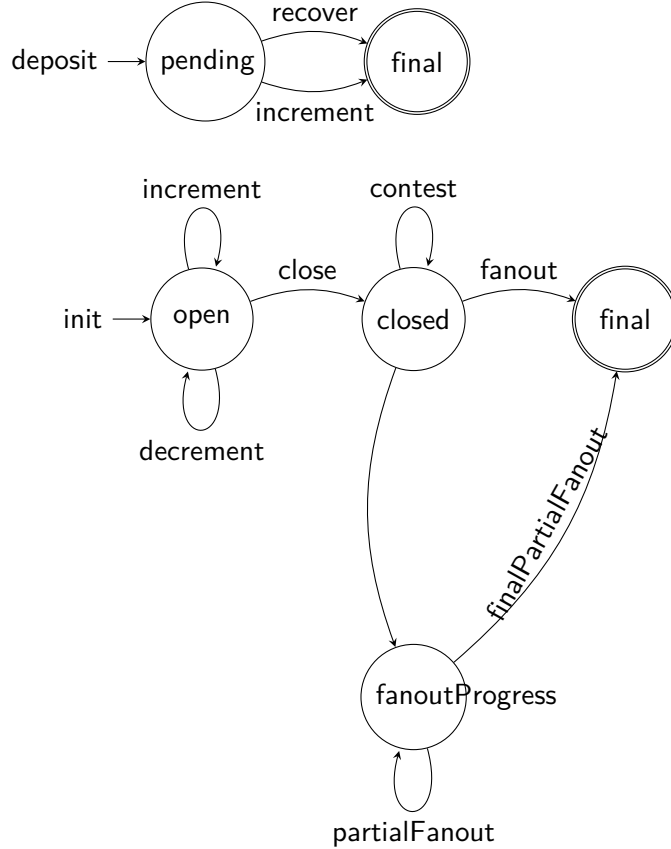 recover
deposit
pending
final
increment
increment
contest
close
fanout
init
open
closed
final
decrement
finalPartialFanout
fanoutProgress
partialFanout